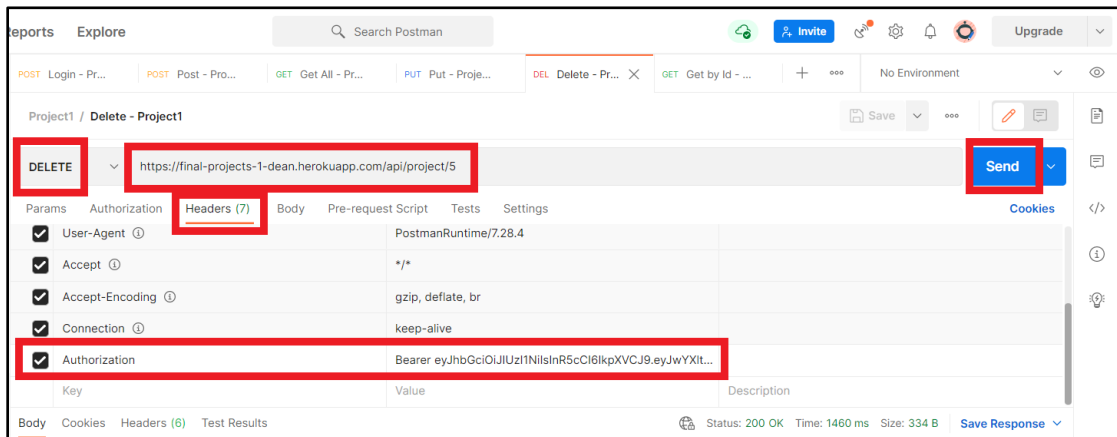 Reports Explore Search Postman Invite Upgrade
POST Login - Pr... POST Post - Pro... GET Get All - Pr... PUT Put - Proje... DEL Delete - Pr... GET Get by Id - ... No Environment
Project1 / Delete - Project1 Save
DELETE https://final-projects-1-dean.herokuapp.com/api/project/5 Send
Params Authorization Headers (7) Body Pre-request Script Tests Settings Cookies
User-Agent PostmanRuntime/7.28.4
Accept */*
Accept-Encoding gzip, deflate, br
Connection keep-alive
Authorization Bearer eyJhbGciOiJIUzI1NiIsInR5cCI6IkpXVCJ9.eyJwYXlt...
Key Value Description
Body Cookies Headers (6) Test Results Status: 200 OK Time: 1460 ms Size: 334 B Save Response